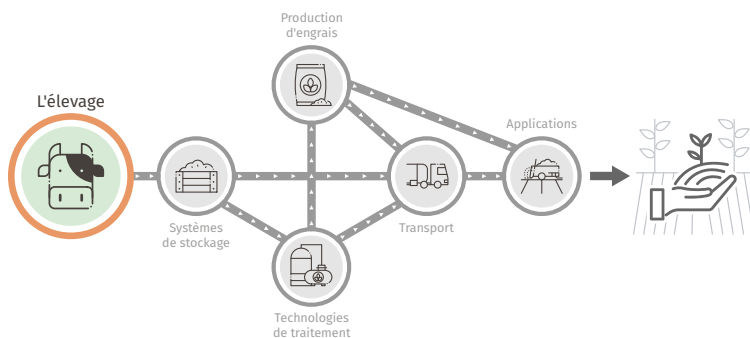 Production
d'engrais
L'élevage
Applications
Systèmes
de stockage
Transport
Technologies
de traitement